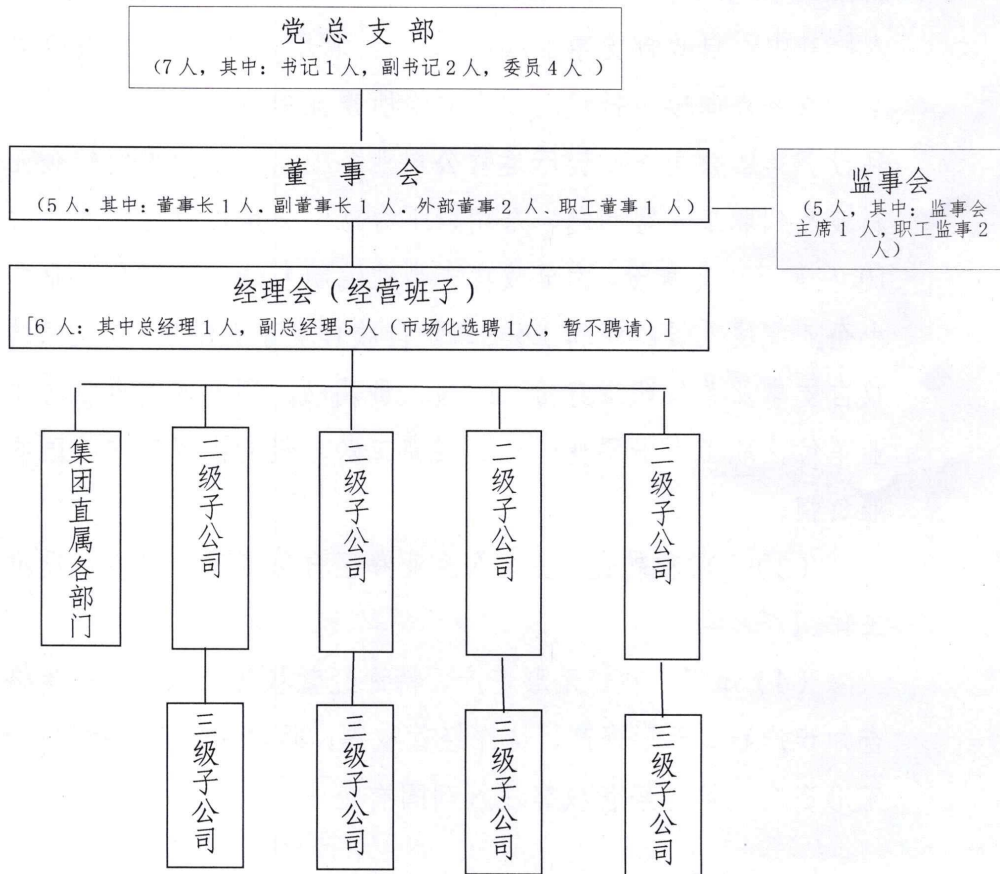 党总支部
（7人，其中：书记1人，副书记2人，委员4人）
董事会
（5人、其中：董事长1人、副董事长1人、外部董事2人、职工董事1人）
监事会
（5人，其中：监事会
主席1人，职工监事2
人）
经理会（经营班子）
[6人：其中总经理1人，副总经理5人（市场化选聘1人，暂不聘请）]
集团直属各部门
二级子公司
级子公司
二级子公司
二级子公司
三级子公司
三级子公司
三级子公司
三级子公司